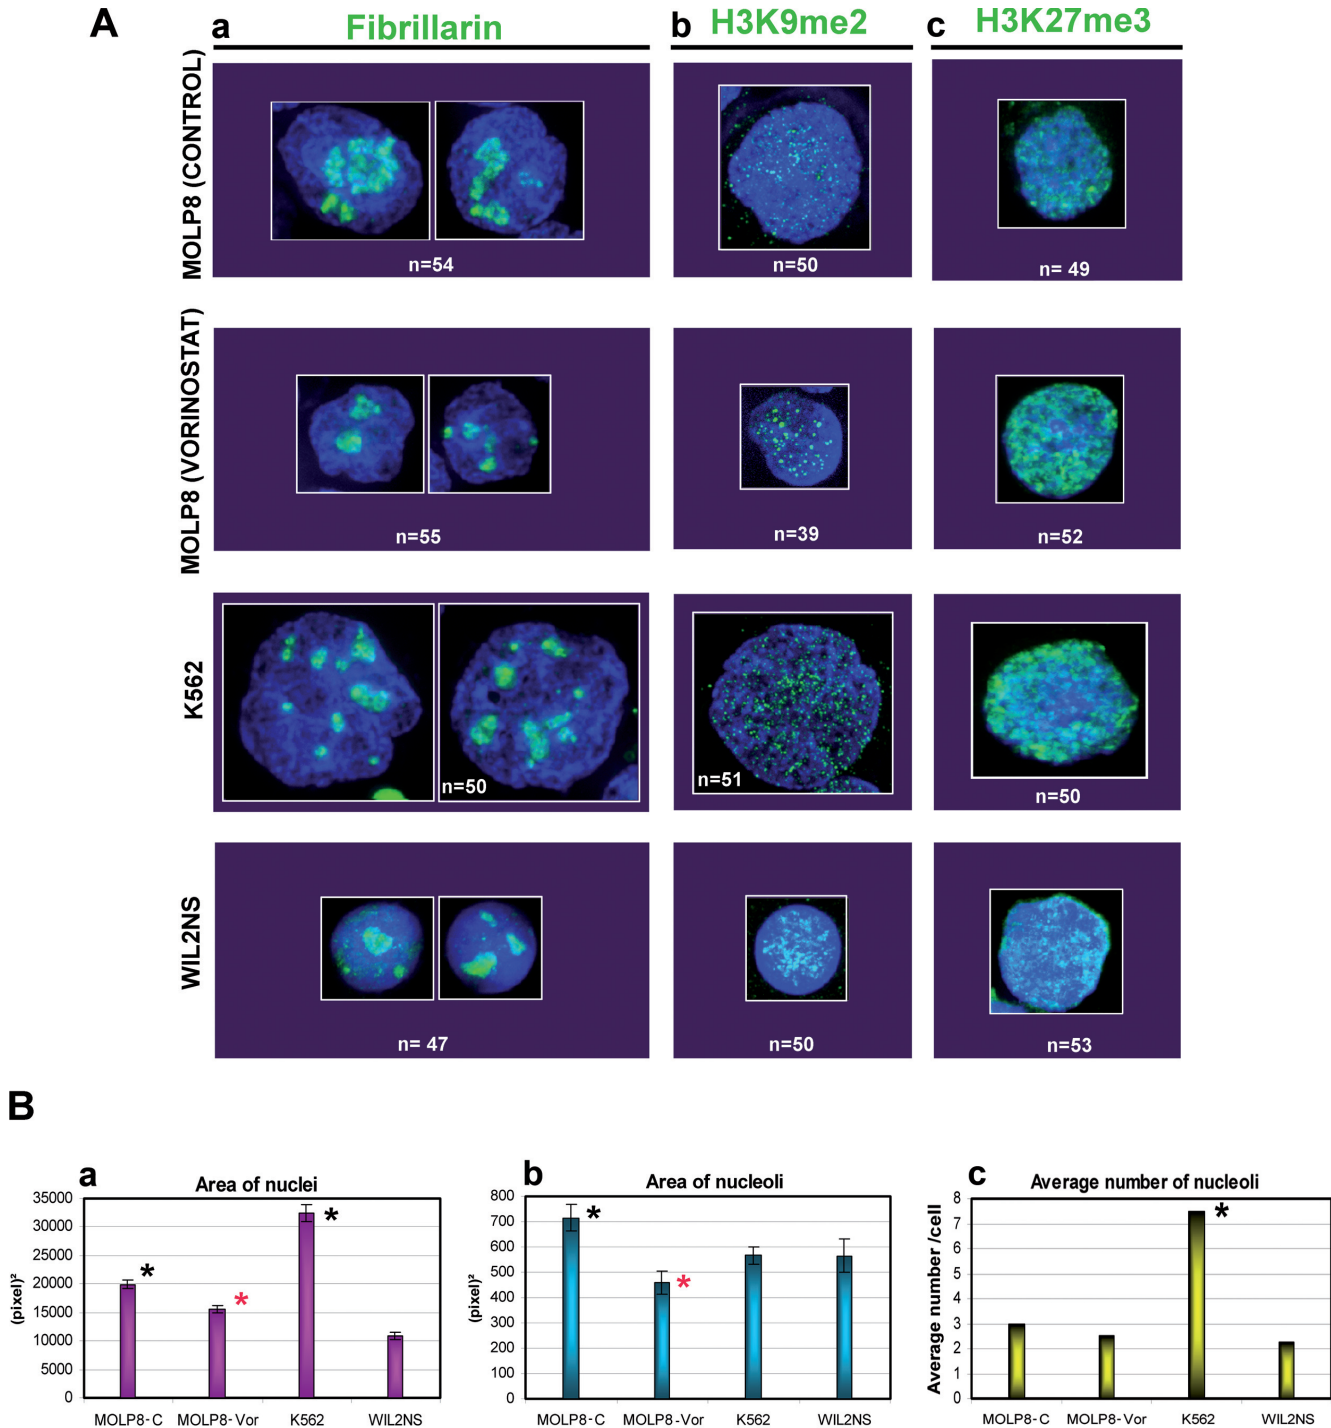 A
a
Fibrillarin
b
H3K9me2
c
H3K27me3
MOLP8 (CONTROL)
n=54
n=50
n= 49
MOLP8 (VORINOSTAT)
n=55
n=39
n=52
K562
n=50
n=51
n=50
WIL2NS
n= 47
n=50
n=53
B
a
Area of nuclei
(pixel)²
35000
30000
25000
20000
15000
10000
5000
0
*
*
*
MOLP8-C
MOLP8-Vor
K562
WIL2NS
b
Area of nucleoli
(pixel)²
800
700
600
500
400
300
200
100
0
*
*
MOLP8-C
MOLP8-Vor
K562
WIL2NS
c
Average number of nucleoli
Average number /cell
8
7
6
5
4
3
2
1
0
*
MOLP8-C
MOLP8-Vor
K562
WIL2NS